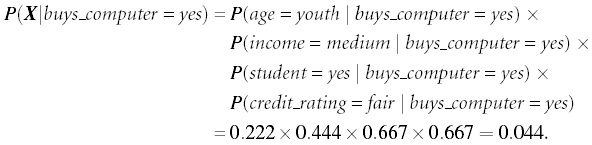 P(X|buys_computer = yes) = P(age = youth | buys_computer = yes) ×
P(income = medium | buys_computer = yes) ×
P(student = yes | buys_computer = yes) ×
P(credit_rating = fair | buys_computer = yes)
= 0.222 × 0.444 × 0.667 × 0.667 = 0.044.